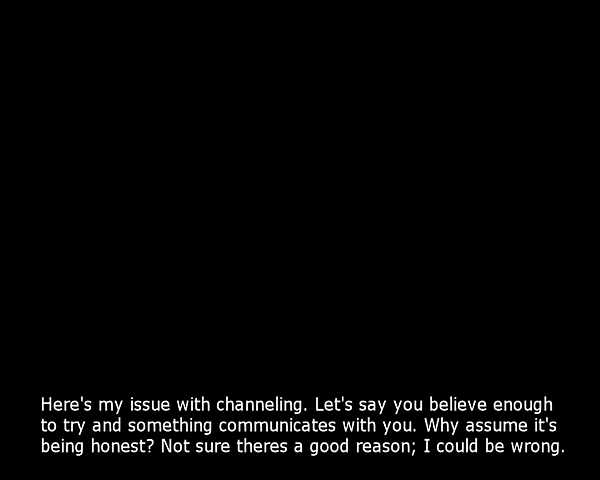 Here's my issue with channeling. Let's say you believe enough
to try and something communicates with you. Why assume it's
being honest? Not sure theres a good reason; I could be wrong.